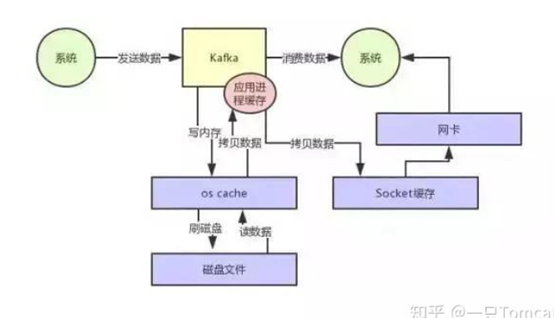 系统
发送数据
Kafka
消费数据
系统
应用进
程缓存
写内存
拷贝数据
拷贝数据
网卡
os cache
Socket缓存
刷磁盘
读数据
磁盘文件
知乎 @一只Tomcat